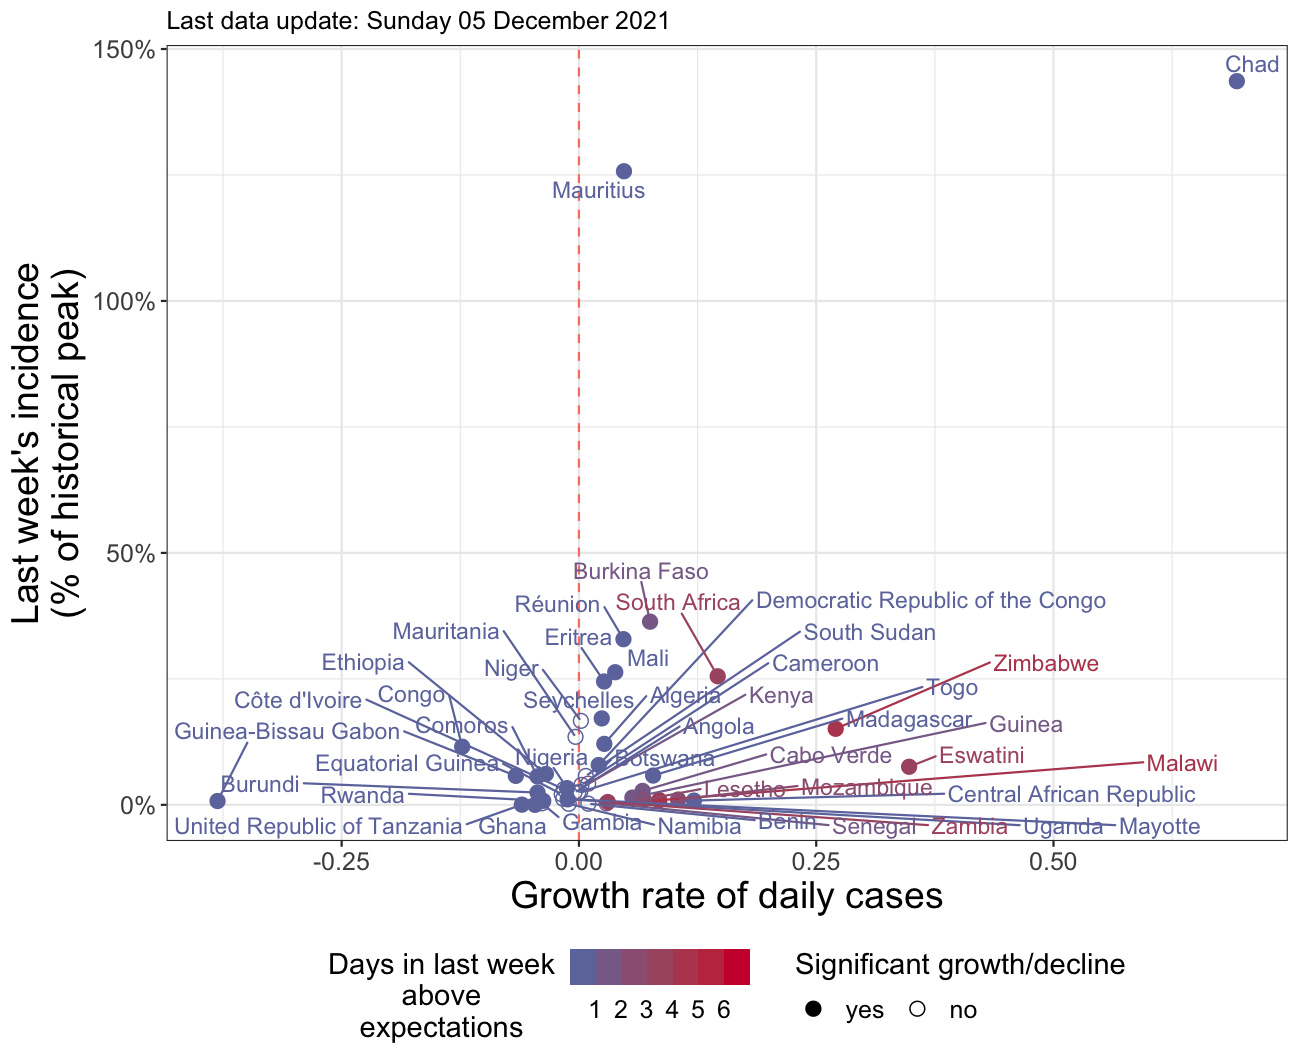 Last data update: Sunday 05 December 2021
150%
100%
50%
0%
Last week's incidence
(% of historical peak)
Chad
Mauritius
Burkina Faso
Réunion
South Africa
Democratic Republic of the Congo
Mauritania
Eritrea
South Sudan
Ethiopia
Niger
Mali
Cameroon
Zimbabwe
Côte d'Ivoire
Congo
Seychelles
Algeria
Kenya
Togo
Guinea-Bissau
Gabon
Comoros
Angola
Madagascar
Guinea
Equatorial Guinea
Nigeria
Botswana
Cabo Verde
Eswatini
Malawi
Burundi
Rwanda
Lesotho
Mozambique
Central African Republic
United Republic of Tanzania
Ghana
Gambia
Namibia
Benin
Senegal
Zambia
Uganda
Mayotte
-0.25
0.00
0.25
0.50
Growth rate of daily cases
Days in last week
above
expectations
1 2 3 4 5 6
Significant growth/decline
yes
no